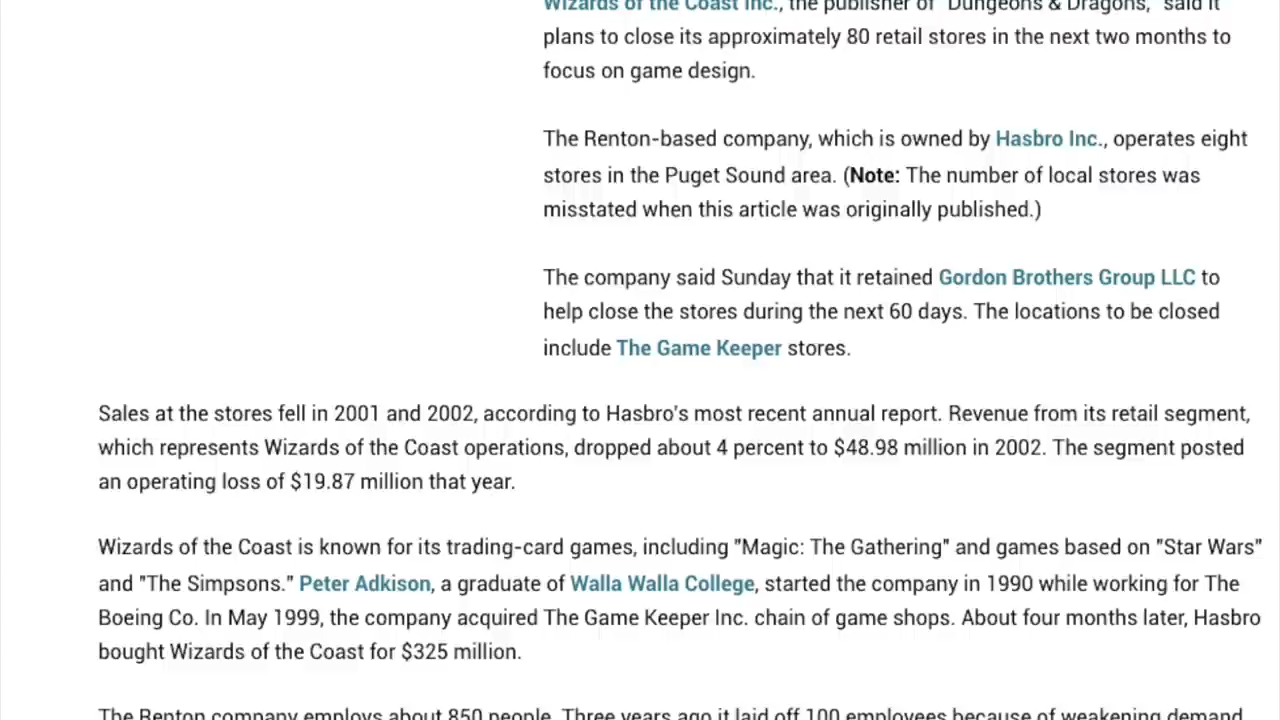 Wizards of the Coast Inc., the publisher of "Dungeons & Dragons," said it
plans to close its approximately 80 retail stores in the next two months to
focus on game design.
The Renton-based company, which is owned by Hasbro Inc., operates eight
stores in the Puget Sound area. (Note: The number of local stores was
misstated when this article was originally published.)
The company said Sunday that it retained Gordon Brothers Group LLC to
help close the stores during the next 60 days. The locations to be closed
include The Game Keeper stores.
Sales at the stores fell in 2001 and 2002, according to Hasbro's most recent annual report. Revenue from its retail segment,
which represents Wizards of the Coast operations, dropped about 4 percent to $48.98 million in 2002. The segment posted
an operating loss of $19.87 million that year.
Wizards of the Coast is known for its trading-card games, including "Magic: The Gathering" and games based on "Star Wars"
and "The Simpsons." Peter Adkison, a graduate of Walla Walla College, started the company in 1990 while working for The
Boeing Co. In May 1999, the company acquired The Game Keeper Inc. chain of game shops. About four months later, Hasbro
bought Wizards of the Coast for $325 million.
The Renton company employs about 850 people. Three years ago it laid off 100 employees because of weakening demand